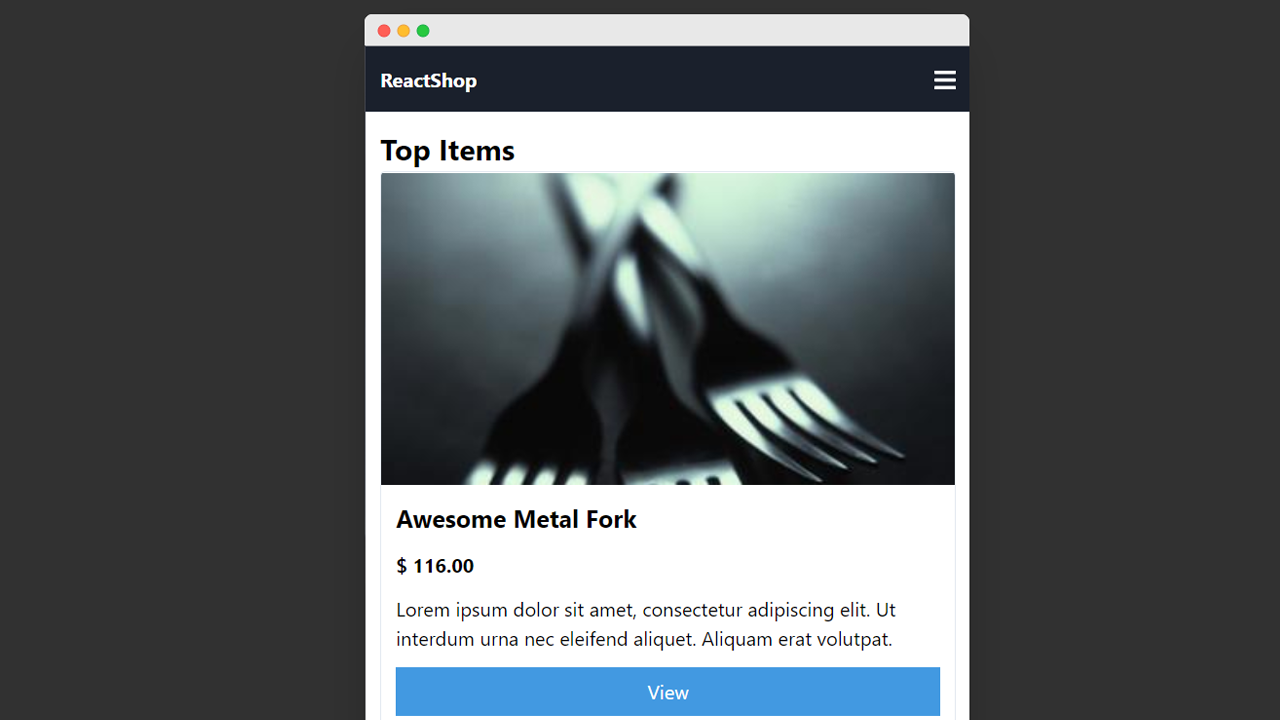 ReactShop
Top Items
Awesome Metal Fork
$ 116.00
Lorem ipsum dolor sit amet, consectetur adipiscing elit. Ut
interdum urna nec eleifend aliquet. Aliquam erat volutpat.
View